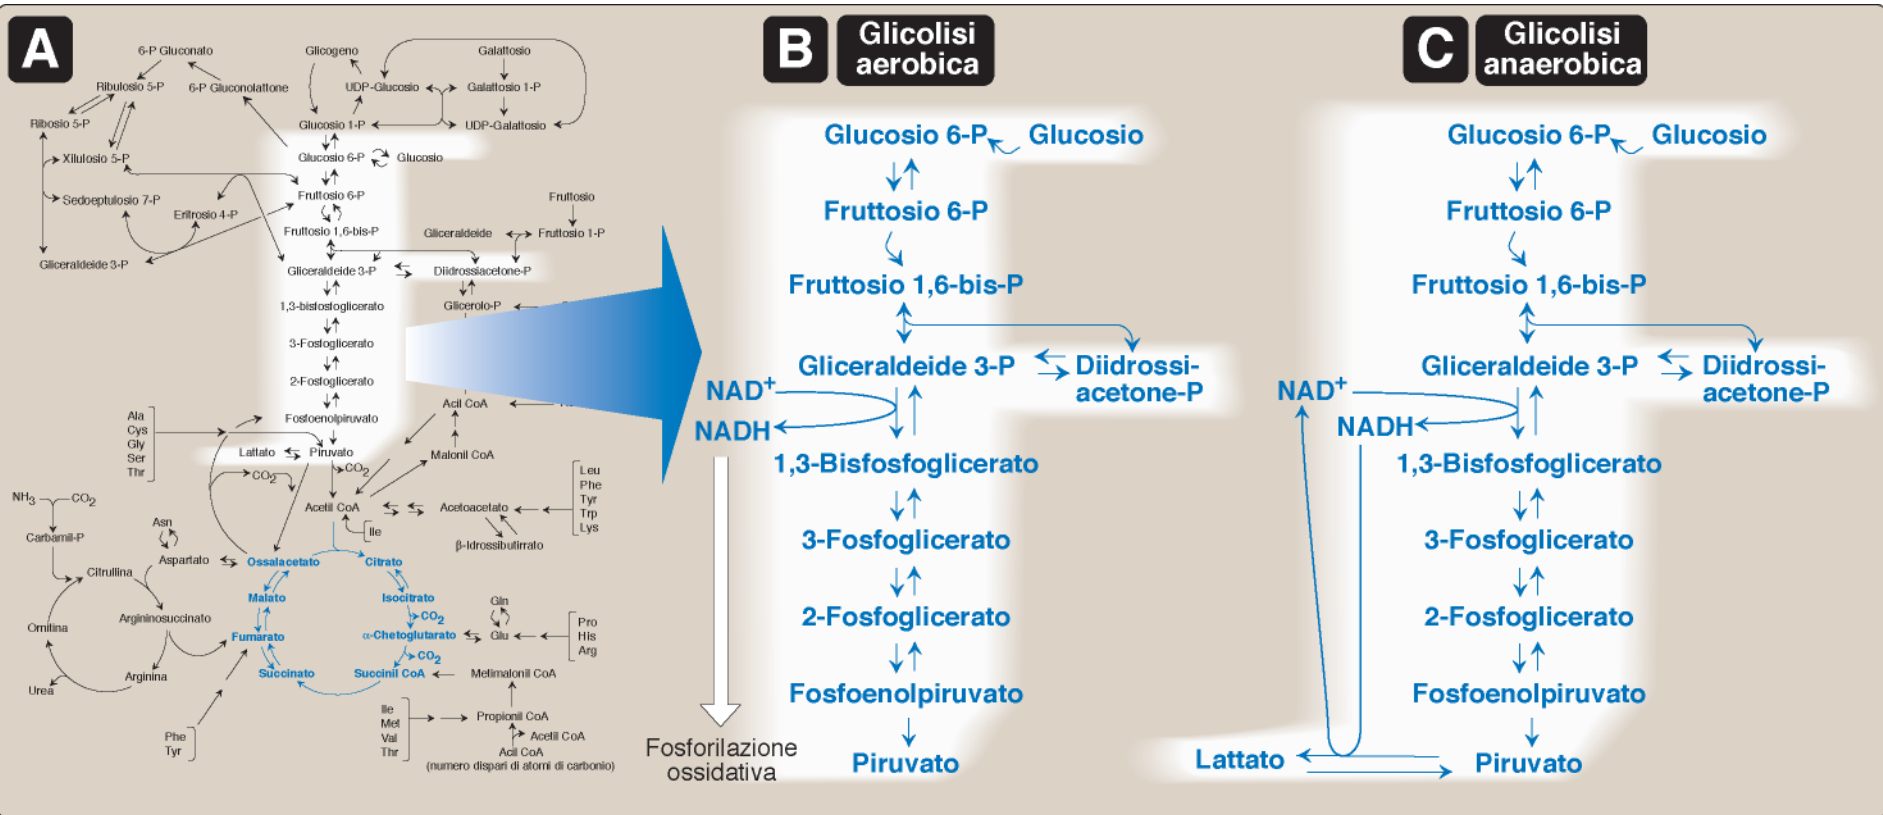 A
6-P Gluconato
Ribulosio 5-P
6-P Gluconolattone
Ribosio 5-P
Xilulosio 5-P
Sedoeptulosio 7-P
Eritrosio 4-P
Gliceraldeide 3-P
Glicogeno
Galattosio
UDP-Glucosio
Galattosio 1-P
Glucosio 1-P
UDP-Galattosio
Glucosio 6-P
Glucosio
Fruttosio 6-P
Fruttosio
Fruttosio 1,6-bis-P
Gliceraldeide
Fruttosio 1-P
Gliceraldeide 3-P
Diidrossiacetone-P
1,3-bisfosfoglicerato
Glicerolo-P
3-Fosfoglicerato
2-Fosfoglicerato
Acil CoA
Fosfoenolpiruvato
Ala
Cys
Gly
Ser
Thr
Lattato
Piruvato
Malonil CoA
CO2
CO2
Leu
Phe
Tyr
Trp
Lys
NH3
CO2
Acetil CoA
Acetoacetato
Ile
β-Idrossibutirrato
Asn
Carbamil-P
Aspartato
Citrullina
Ossalacetato
Citrato
Malato
Isocitrato
CO2
Gln
Argininosuccinato
Ornitina
Fumarato
α-Chetoglutarato
Glu
Pro
His
Arg
CO2
Arginina
Urea
Succinato
Succinil CoA
Metimalonil CoA
Ile
Met
Val
Thr
Propionil CoA
Acetil CoA
Acil CoA
(numero dispari di atomi di carbonio)
Phe
Tyr
B
Glicolisi
aerobica
Glucosio 6-P
Glucosio
Fruttosio 6-P
Fruttosio 1,6-bis-P
Gliceraldeide 3-P
Diidrossi-
acetone-P
NAD+
NADH
1,3-Bisfosfoglicerato
3-Fosfoglicerato
2-Fosfoglicerato
Fosfoenolpiruvato
Fosforilazione
ossidativa
Piruvato
C
Glicolisi
anaerobica
Glucosio 6-P
Glucosio
Fruttosio 6-P
Fruttosio 1,6-bis-P
Gliceraldeide 3-P
Diidrossi-
acetone-P
NAD+
NADH
1,3-Bisfosfoglicerato
3-Fosfoglicerato
2-Fosfoglicerato
Fosfoenolpiruvato
Lattato
Piruvato